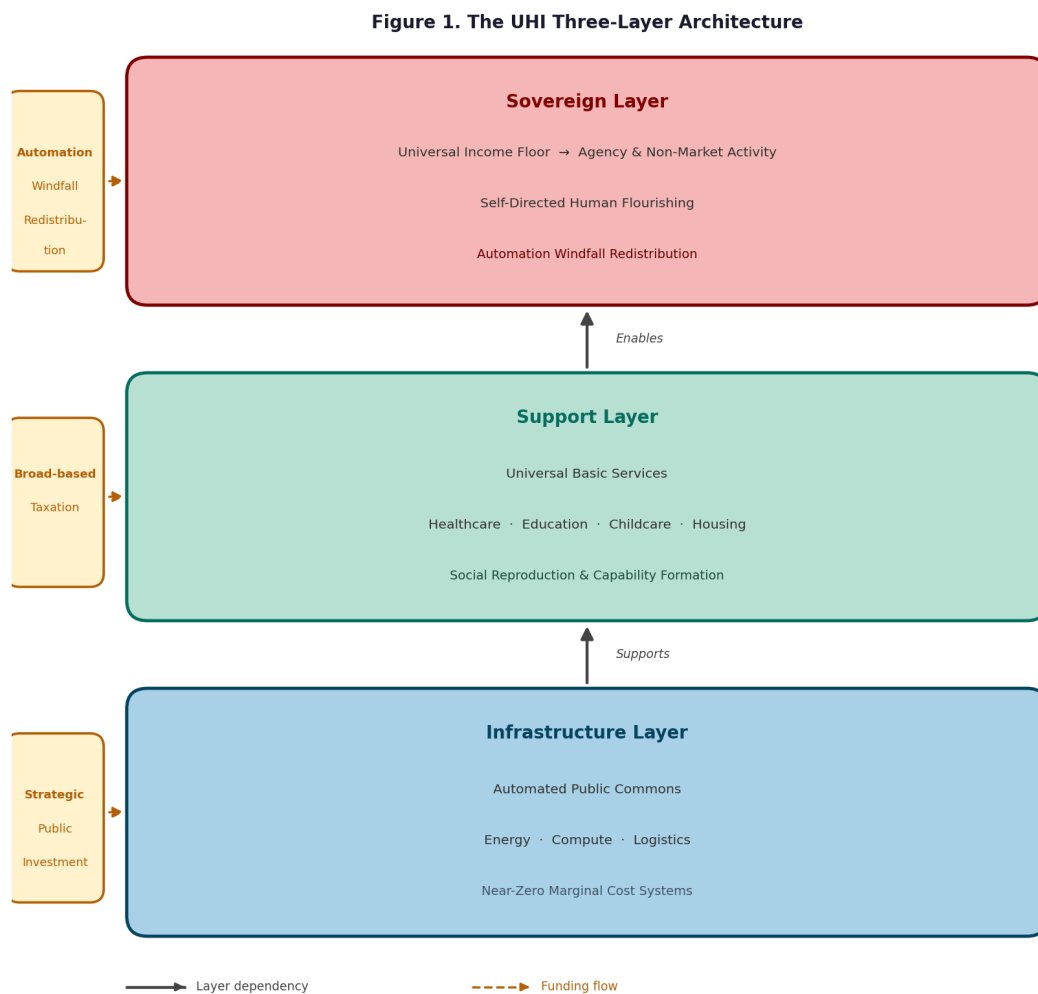 Figure 1. The UHI Three-Layer Architecture
Automation
Windfall
Redistribu-
tion
Sovereign Layer
Universal Income Floor → Agency & Non-Market Activity
Self-Directed Human Flourishing
Automation Windfall Redistribution
Enables
Broad-based
Taxation
Support Layer
Universal Basic Services
Healthcare · Education · Childcare · Housing
Social Reproduction & Capability Formation
Supports
Strategic
Public
Investment
Infrastructure Layer
Automated Public Commons
Energy · Compute · Logistics
Near-Zero Marginal Cost Systems
Layer dependency
Funding flow